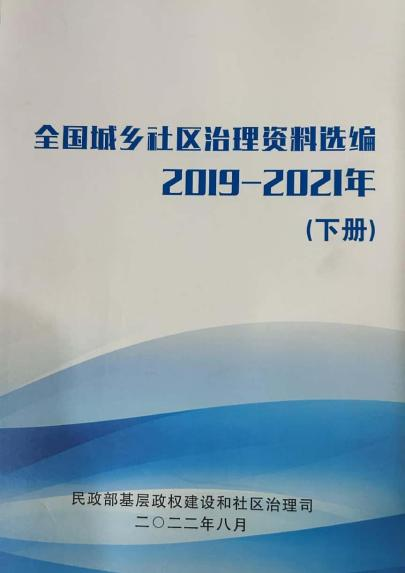 全国城乡社区治理资料选编
2019-2021年
(下册)
民政部基层政权建设和社区治理司
二〇二二年八月